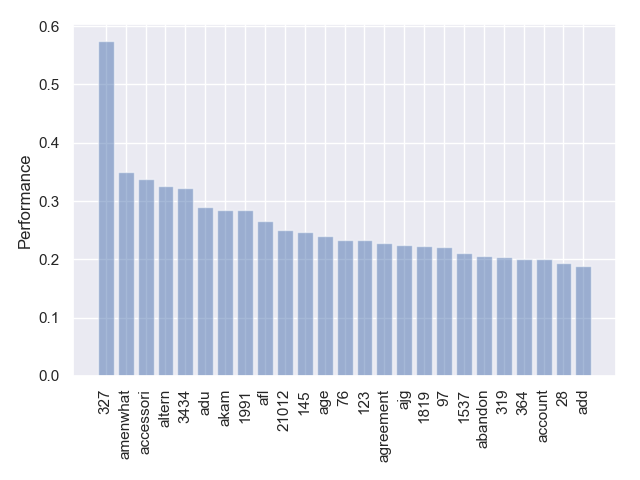 0.6
0.5
0.4
0.3
0.2
0.1
0.0
Performance
327
amenwhat
accessori
altern
3434
adu
akam
1991
afl
21012
145
age
76
123
agreement
ajg
1819
97
1537
abandon
319
364
account
28
add